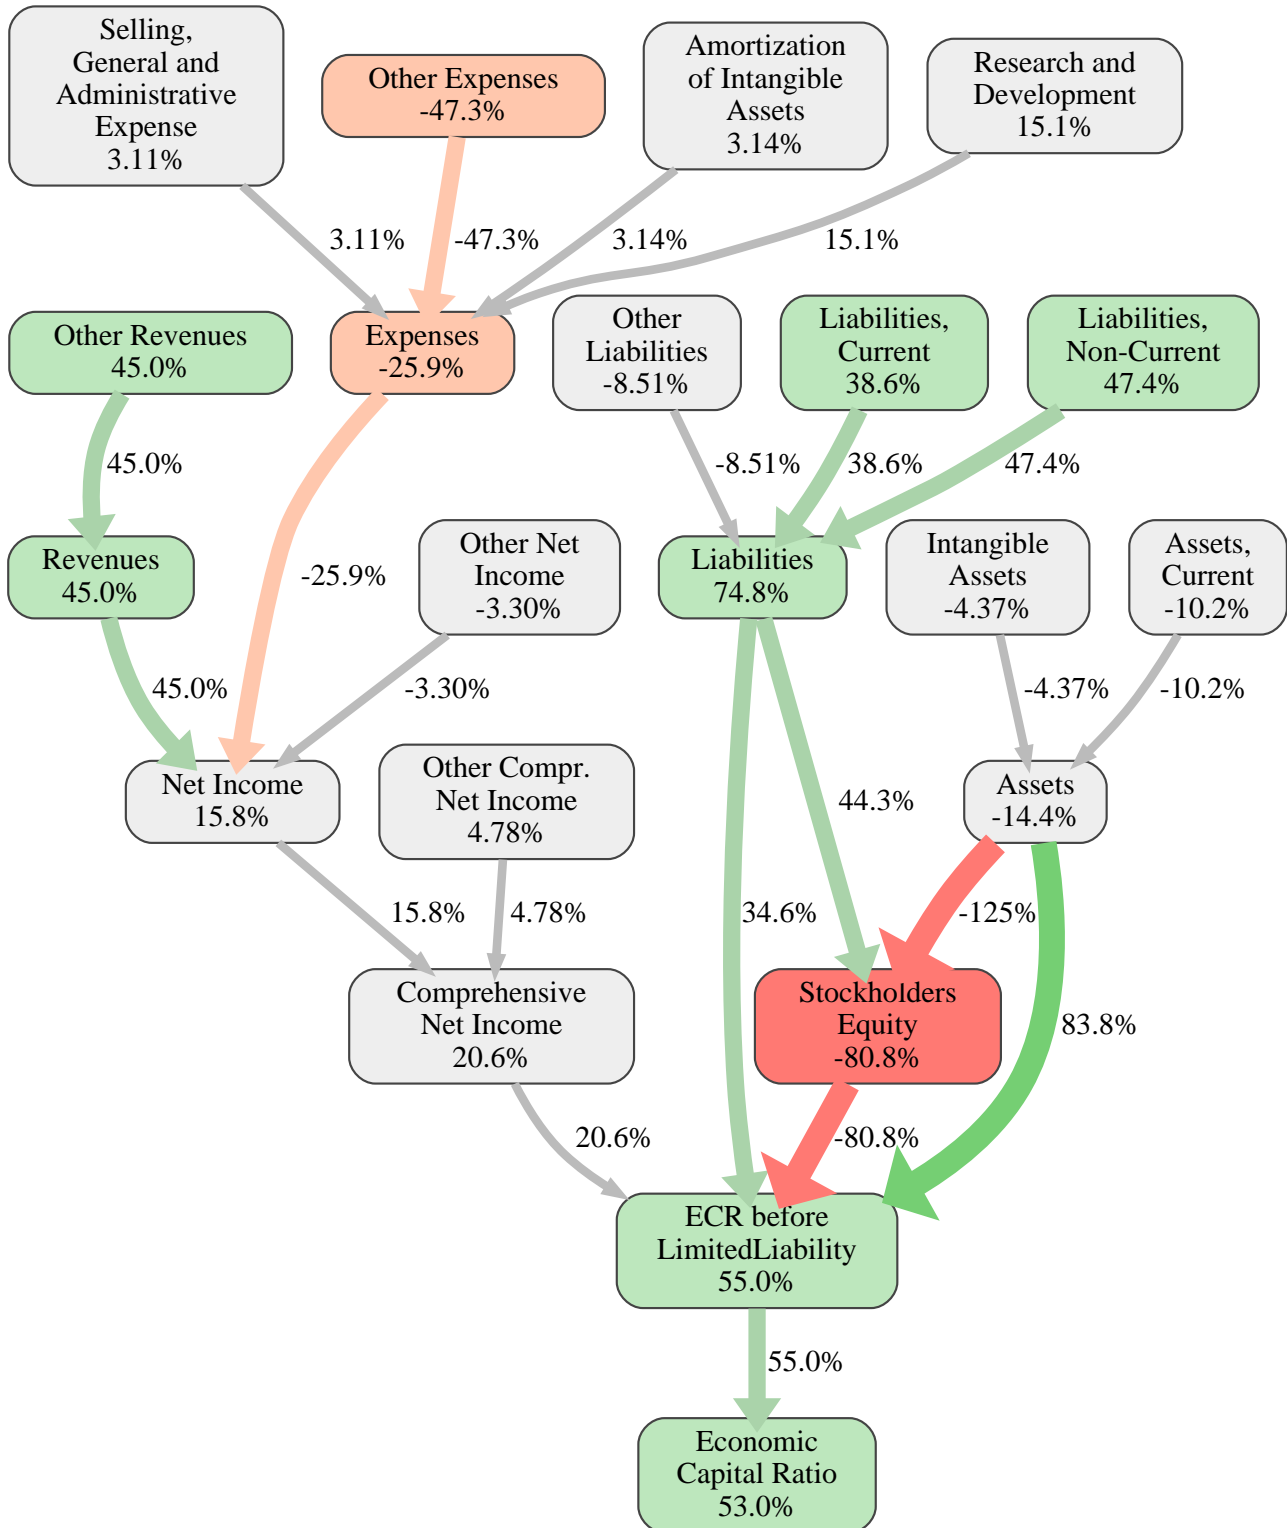 Selling,
General and
Administrative
Expense
3.11%
Other Expenses
-47.3%
Amortization
of Intangible
Assets
3.14%
Research and
Development
15.1%
3.11%
-47.3%
3.14%
15.1%
Other Revenues
45.0%
Expenses
-25.9%
Other
Liabilities
-8.51%
Liabilities,
Current
38.6%
Liabilities,
Non-Current
47.4%
45.0%
-8.51%
38.6%
47.4%
Revenues
45.0%
-25.9%
Other Net
Income
-3.30%
Liabilities
74.8%
Intangible
Assets
-4.37%
Assets,
Current
-10.2%
45.0%
-3.30%
-4.37%
-10.2%
Net Income
15.8%
Other Compr.
Net Income
4.78%
44.3%
Assets
-14.4%
15.8%
4.78%
34.6%
-125%
Comprehensive
Net Income
20.6%
Stockholders
Equity
-80.8%
83.8%
20.6%
-80.8%
ECR before
LimitedLiability
55.0%
55.0%
Economic
Capital Ratio
53.0%